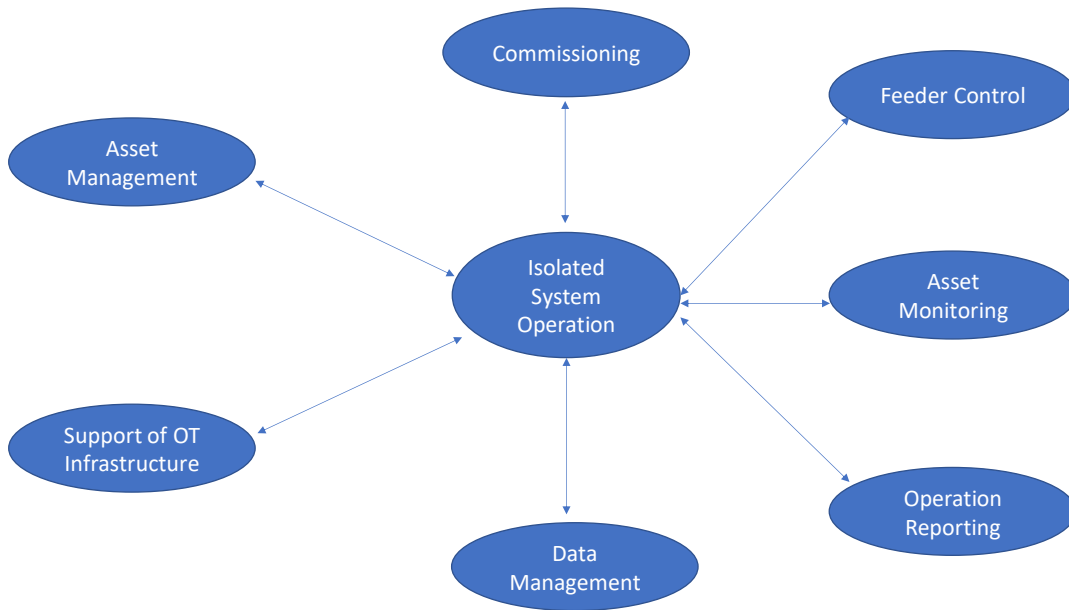 Commissioning
Feeder Control
Asset
Management
Isolated
System
Operation
Asset
Monitoring
Support of OT
Infrastructure
Operation
Reporting
Data
Management